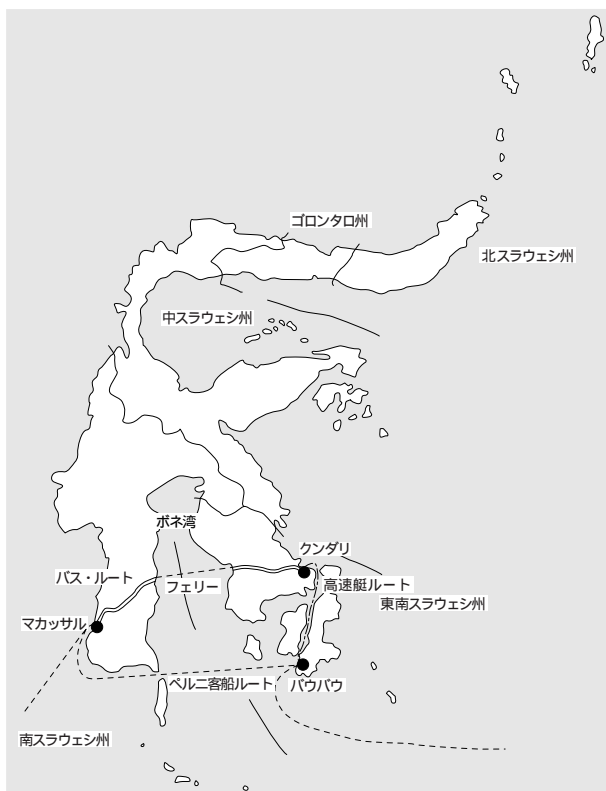 ゴロンタロ州
北スラウェシ州
中スラウェシ州
ボネ湾
クンダリ
バス・ルート
フェリー
高速艇ルート
東南スラウェシ州
マカッサル
ペルニ客船ルート
バウバウ
南スラウェシ州